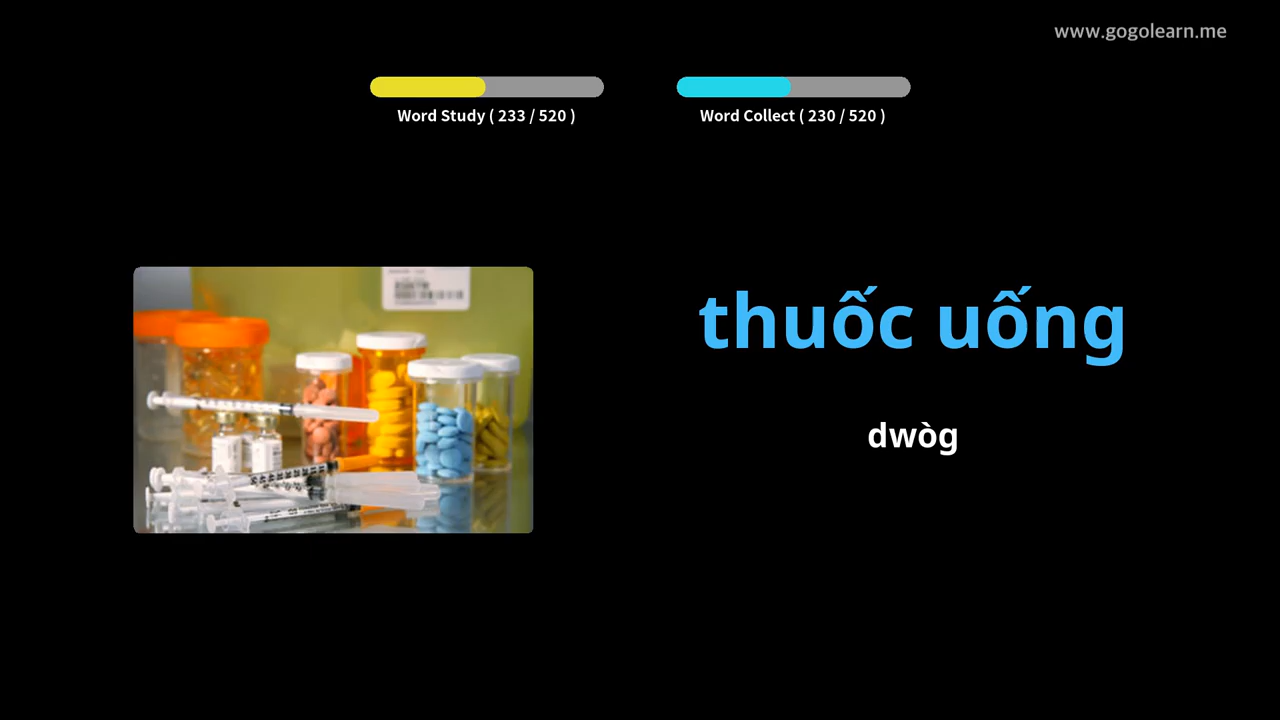 www.gogolearn.me
Word Study ( 233 / 520 )
Word Collect ( 230 / 520 )
thuốc uống
dwòg